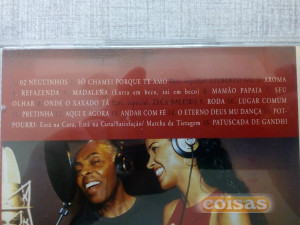 02 NEGUINHOS SÓ CHAMEI PORQUE TE AMO AROMA
REFAZENDA MADALENA (Entra em beco, sai em beco) MAMÃO PAPAIA SEU
OLHAR ONDE O XAXADO TÁ RODA LUGAR COMUM
PRETINHA AQUI E AGORA ANDAR COM FÉ O ETERNO DEUS MU DANÇA POT-
POURRI: Está na Cara, Está na Cura/Satisfação/ Marcha da Tietagem PATUSCADA DE GANDHI
coisas